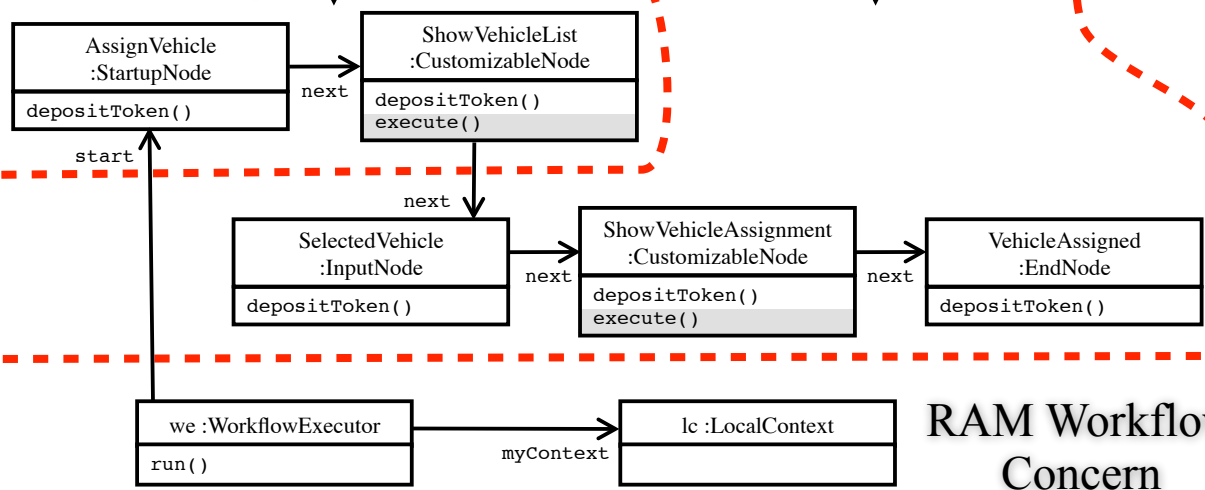 AssignVehicle
:StartupNode
depositToken()
next
ShowVehicleList
:CustomizableNode
depositToken()
execute()
start
next
SelectedVehicle
:InputNode
depositToken()
next
ShowVehicleAssignment
:CustomizableNode
depositToken()
execute()
next
VehicleAssigned
:EndNode
depositToken()
we :WorkflowExecutor
run()
myContext
lc :LocalContext
RAM Workflow
Concern